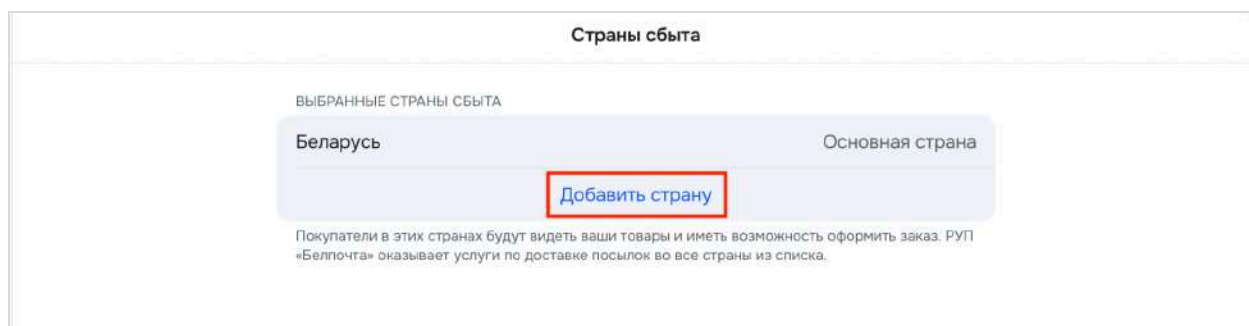 Страны сбыта
ВЫБРАННЫЕ СТРАНЫ СБЫТА
Беларусь
Основная страна
Добавить страну
Покупатели в этих странах будут видеть ваши товары и иметь возможность оформить заказ. РУП
«Белпочта» оказывает услуги по доставке посылок во все страны из списка.